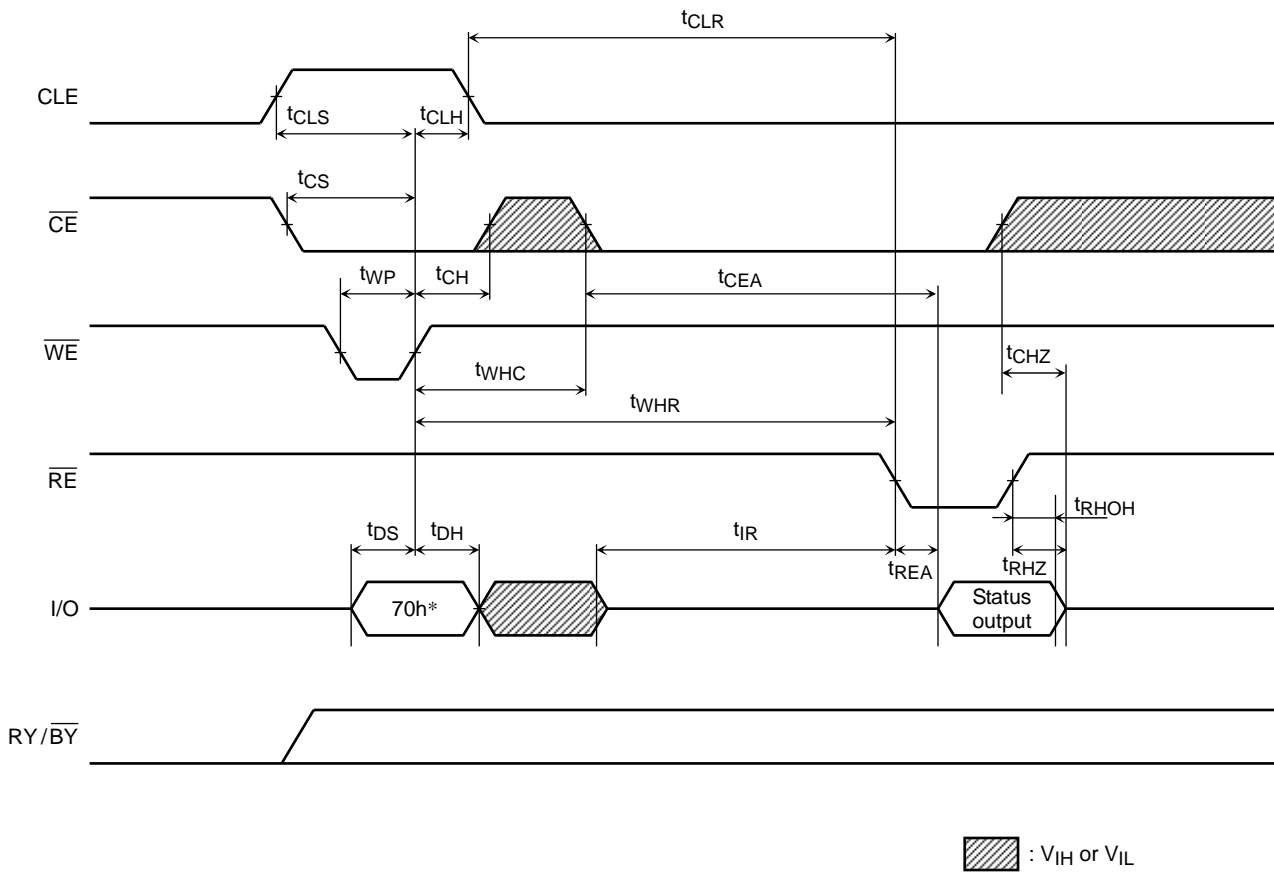 tCLR
CLE
tCLS
tCLH
tCS
CE
tWP
tCH
tCEA
WE
tCHZ
tWHC
tWHR
RE
tRHOH
tDS
tDH
tIR
tREA
tRHZ
I/O
70h*
Status
output
RY/BY
: VIH or VIL